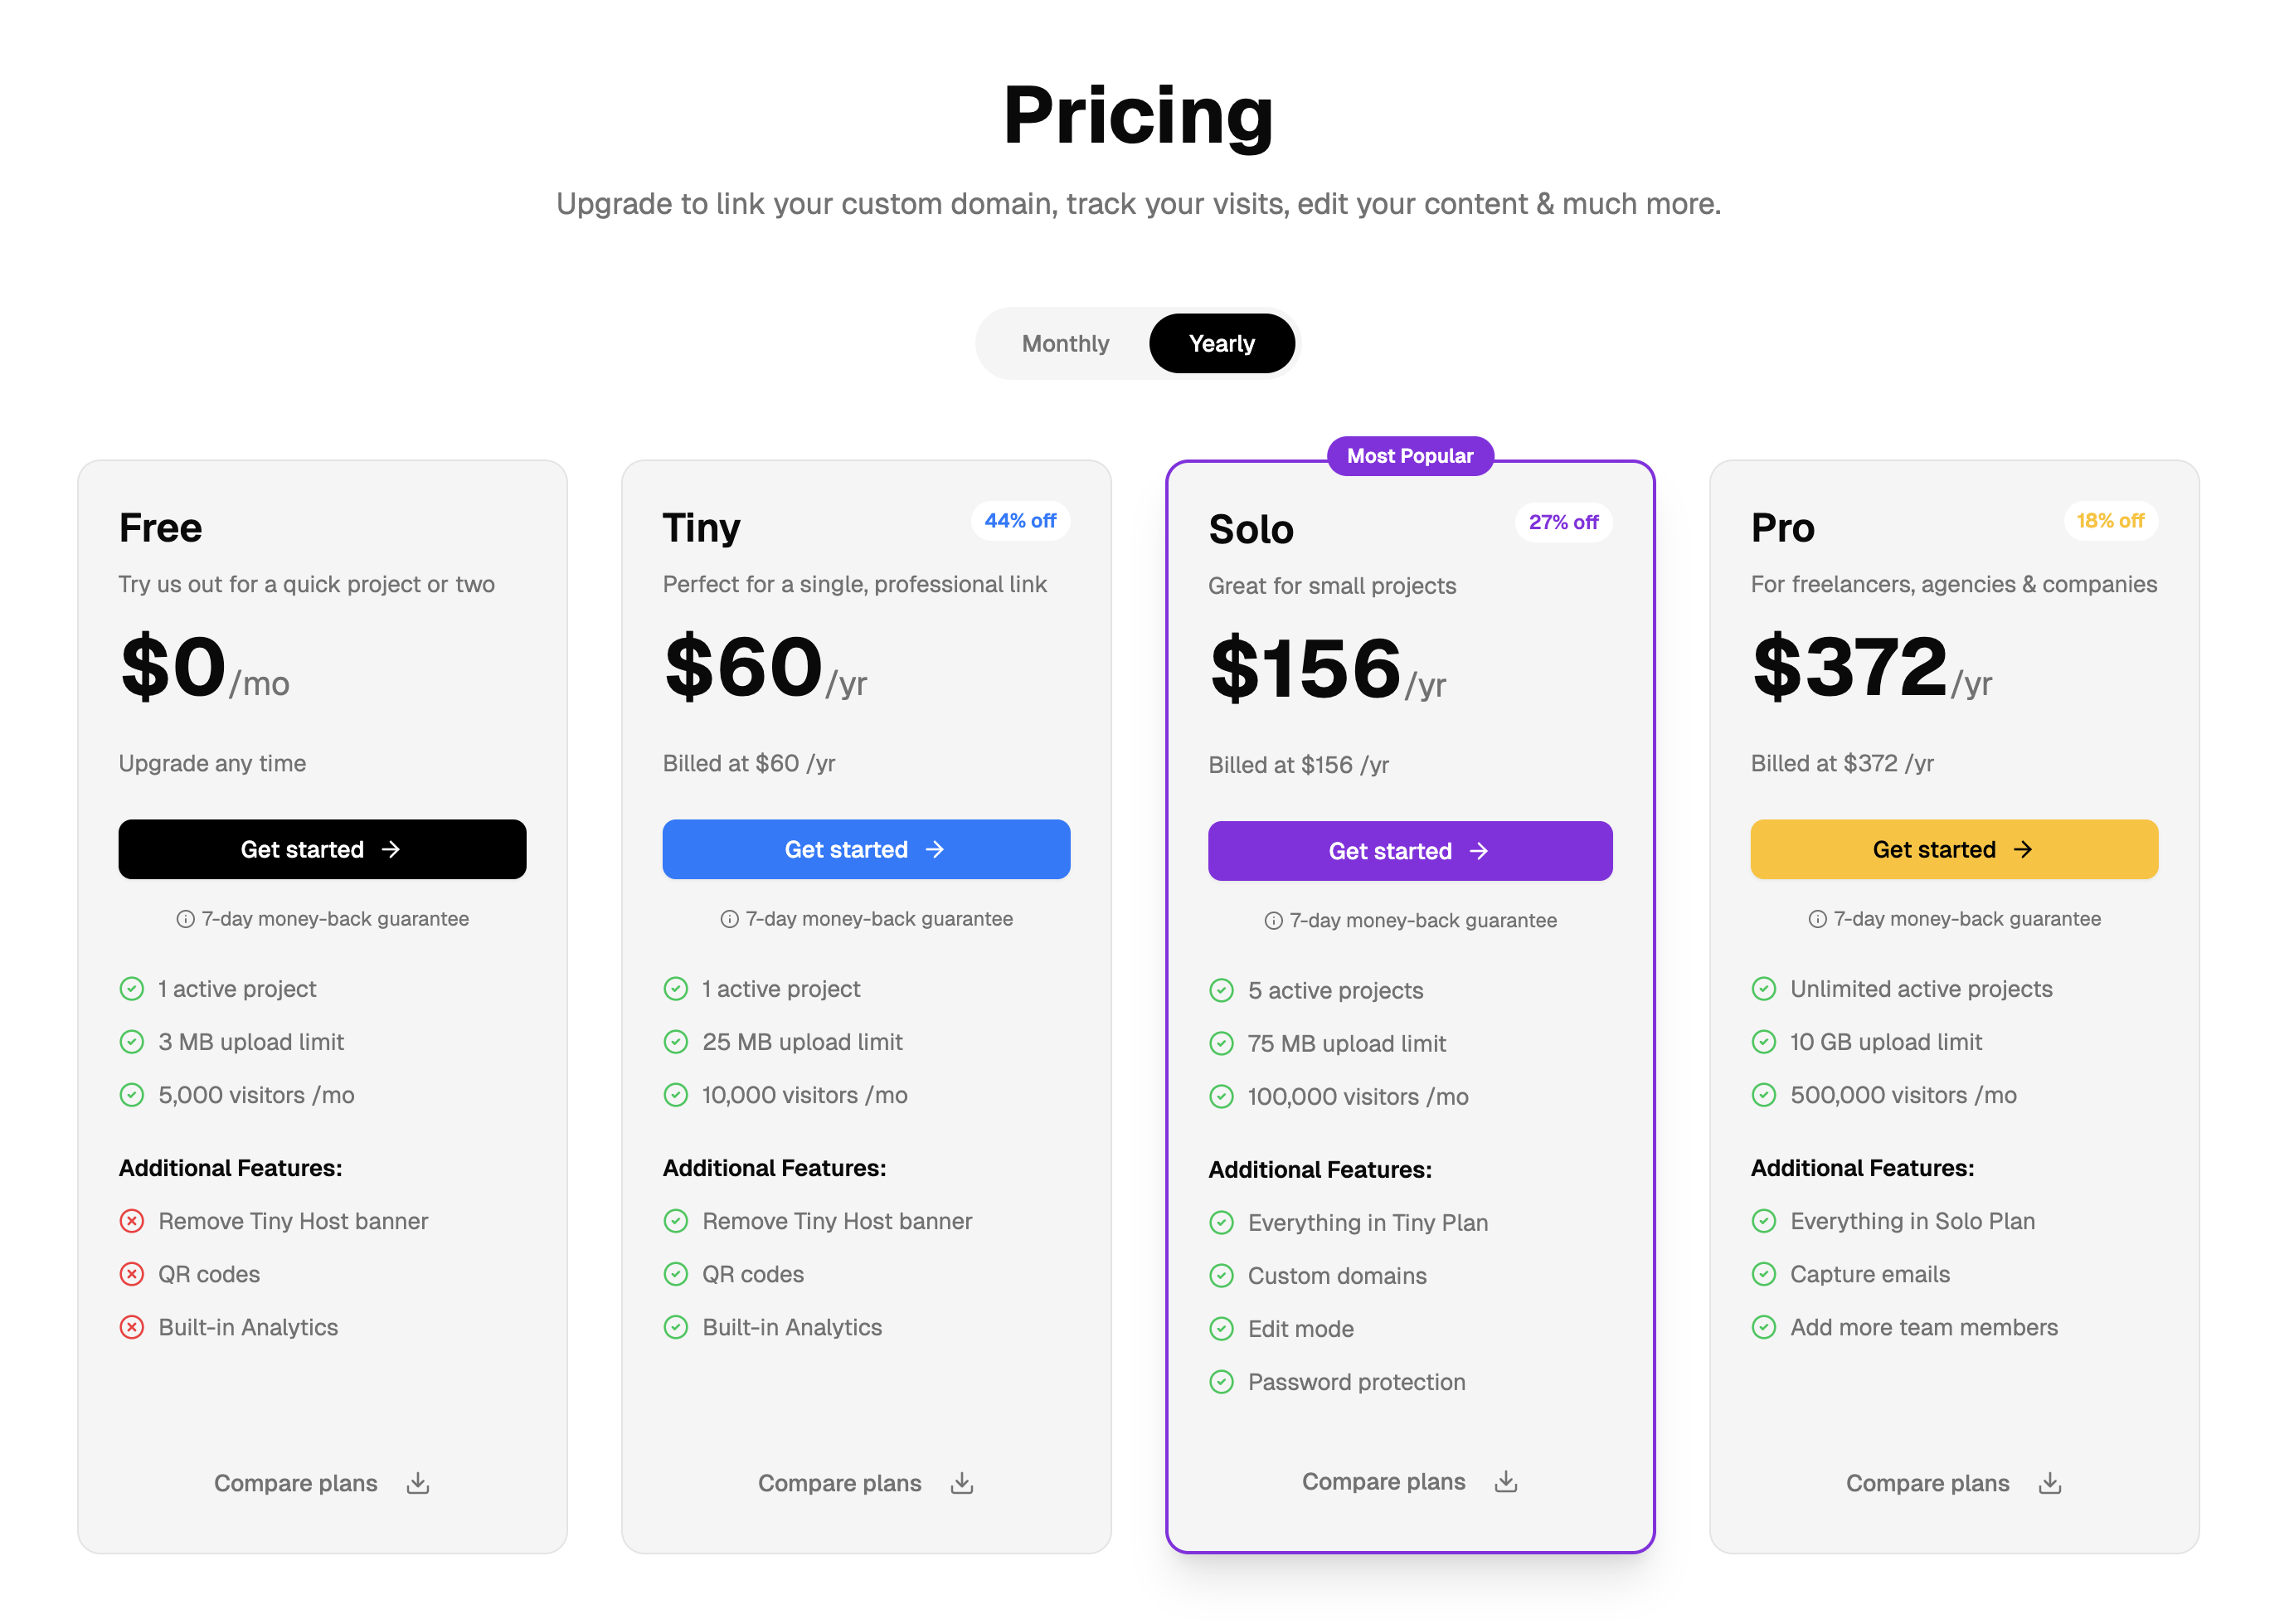 Pricing
Upgrade to link your custom domain, track your visits, edit your content & much more.
Monthly
Yearly
Free
Try us out for a quick project or two
$0/mo
Upgrade any time
Get started
7-day money-back guarantee
1 active project
3 MB upload limit
5,000 visitors /mo
Additional Features:
Remove Tiny Host banner
QR codes
Built-in Analytics
Compare plans
Tiny
44% off
Perfect for a single, professional link
$60/yr
Billed at $60 /yr
Get started
7-day money-back guarantee
1 active project
25 MB upload limit
10,000 visitors /mo
Additional Features:
Remove Tiny Host banner
QR codes
Built-in Analytics
Compare plans
Most Popular
Solo
27% off
Great for small projects
$156/yr
Billed at $156 /yr
Get started
7-day money-back guarantee
5 active projects
75 MB upload limit
100,000 visitors /mo
Additional Features:
Everything in Tiny Plan
Custom domains
Edit mode
Password protection
Compare plans
Pro
18% off
For freelancers, agencies & companies
$372/yr
Billed at $372 /yr
Get started
7-day money-back guarantee
Unlimited active projects
10 GB upload limit
500,000 visitors /mo
Additional Features:
Everything in Solo Plan
Capture emails
Add more team members
Compare plans